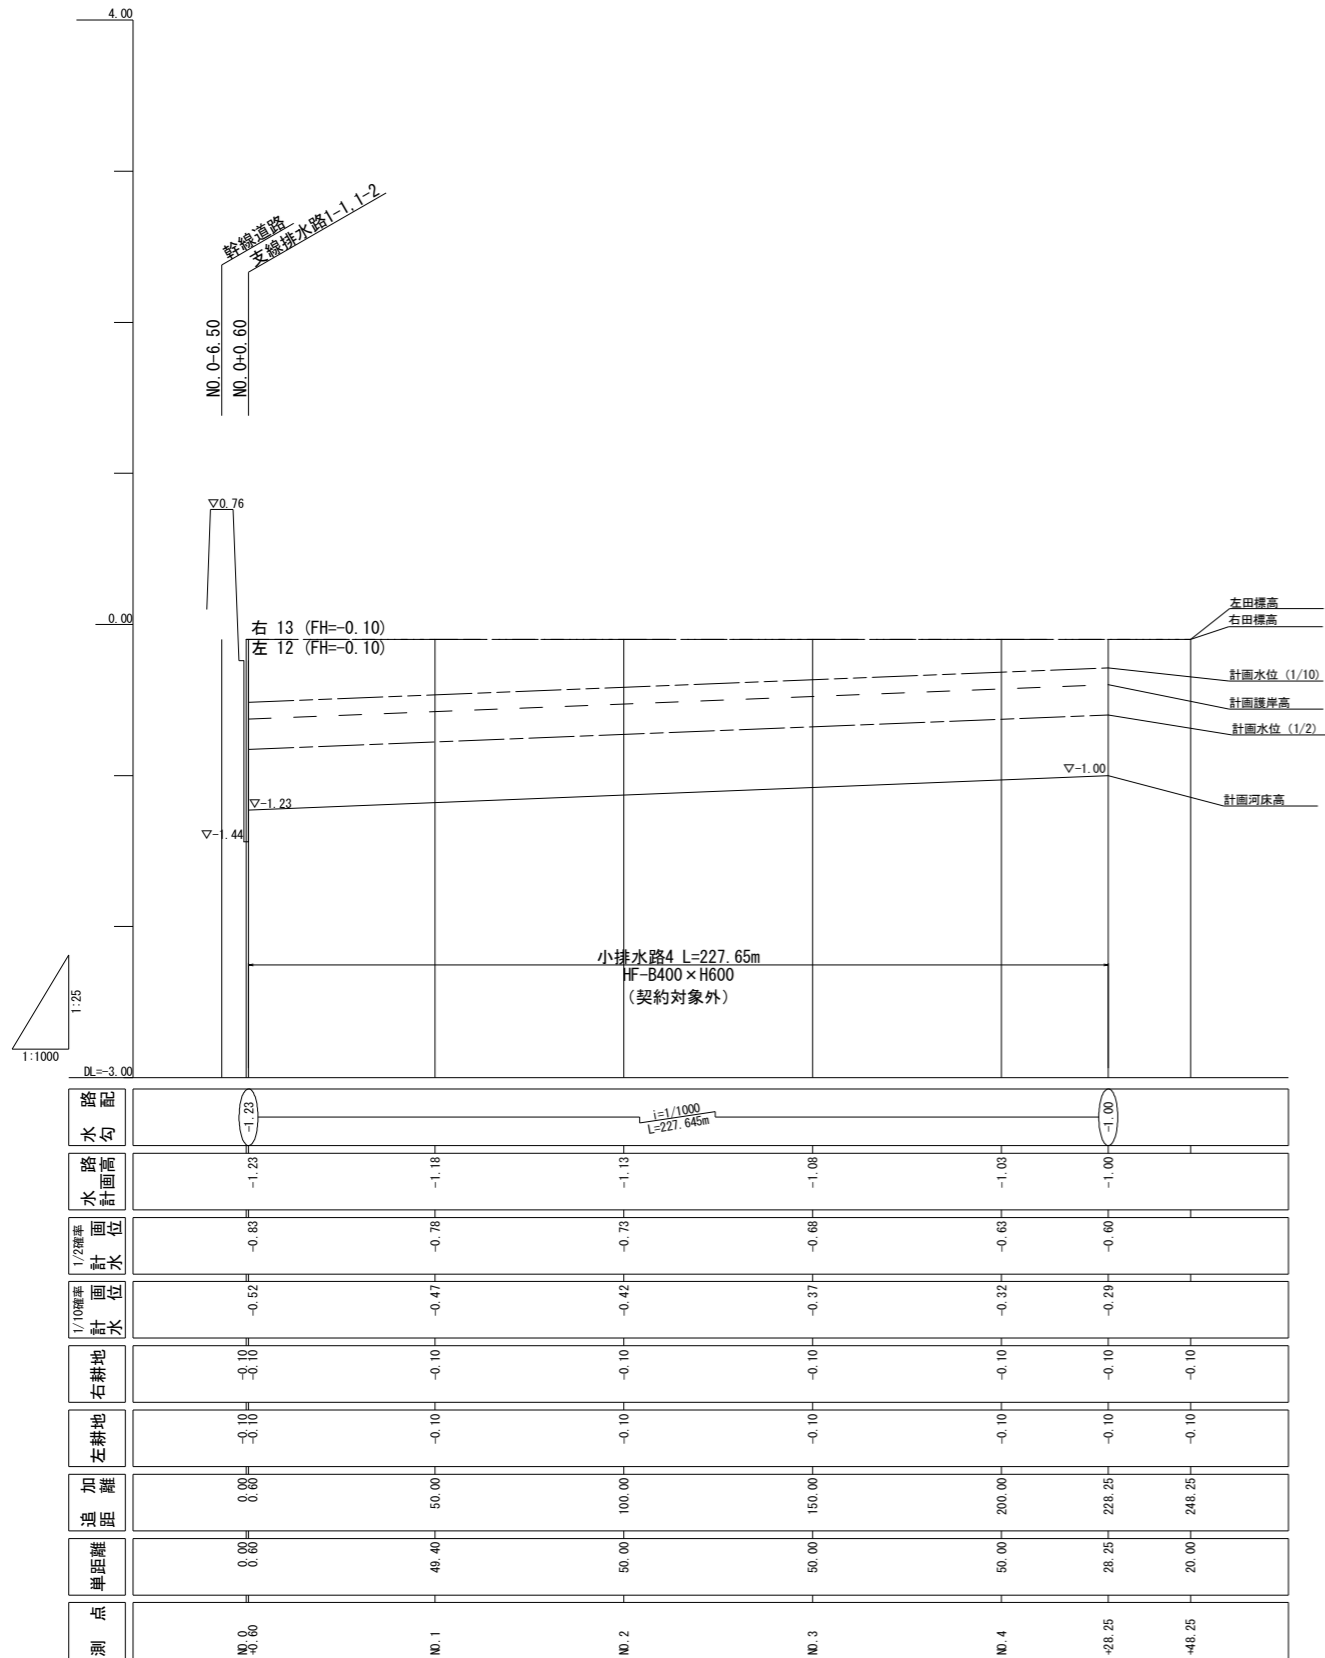 4.00
幹線道路
支線排水路1-1,1-2
NO.0-6.50
NO.0+0.60
▽0.76
0.00
右 13 (FH=-0.10)
左 12 (FH=-0.10)
左田標高
右田標高
計画水位 (1/10)
計画護岸高
計画水位 (1/2)
計画河床高
▽-1.00
▽-1.23
▽-1.44
小排水路4 L=227.65m
HF-B400×H600
(契約対象外)
1:25
1:1000
DL=-3.00
水路勾配
-1.23
i=1/1000
L=227.645m
-1.00
水路計画高
-1.23 -1.18 -1.13 -1.08 -1.03 -1.00
1/2確率計画水位
-0.83 -0.78 -0.73 -0.68 -0.63 -0.60
1/10確率計画水位
-0.52 -0.47 -0.42 -0.37 -0.32 -0.29
右耕地
-0.10 -0.10 -0.10 -0.10 -0.10 -0.10 -0.10 -0.10
左耕地
-0.10 -0.10 -0.10 -0.10 -0.10 -0.10 -0.10 -0.10
追加距離
0.00 0.60 50.00 100.00 150.00 200.00 228.25 248.25
単距離
0.00 0.60 49.40 50.00 50.00 50.00 28.25 20.00
測点
NO.0 +0.60 NO.1 NO.2 NO.3 NO.4 +28.25 +48.25